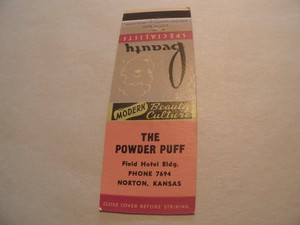 SPECIALISTS
Beauty
MODERN Beauty
Culture
THE
POWDER PUFF
Field Hotel Bldg.
PHONE 7694
NORTON, KANSAS
CLOSE COVER BEFORE STRIKING